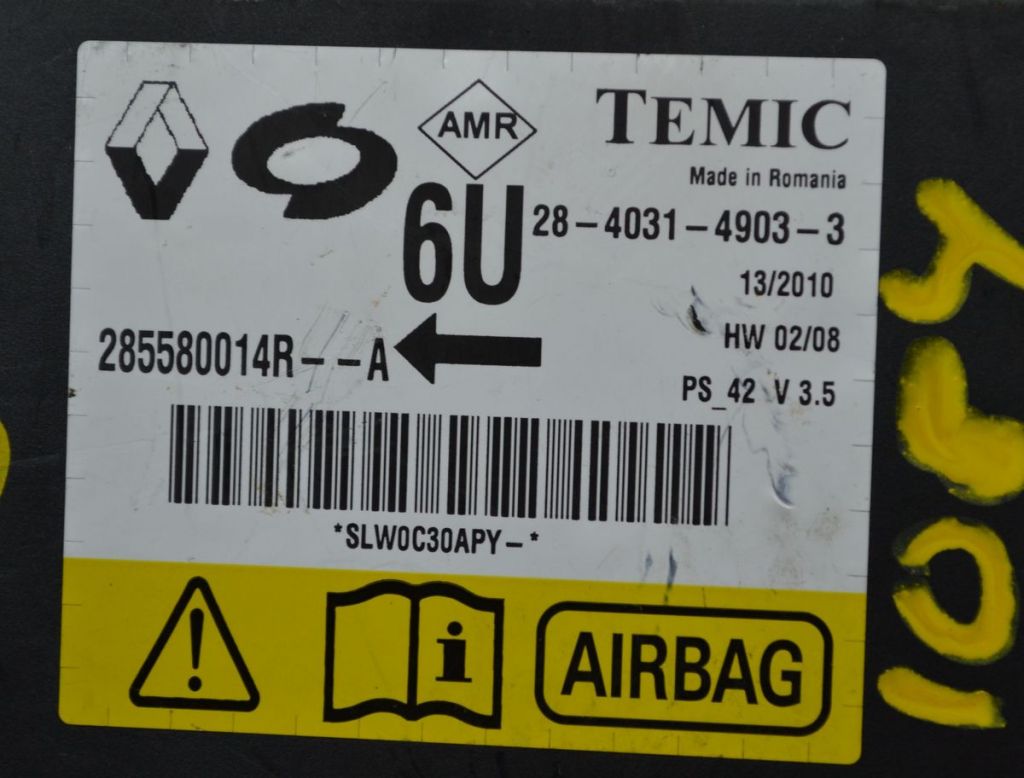 AMR
TEMIC
Made in Romania
6U
28-4031-4903-3
13/2010
HW 02/08
285580014R--A
PS_42 V 3.5
*SLW0C30APY-*
i
AIRBAG